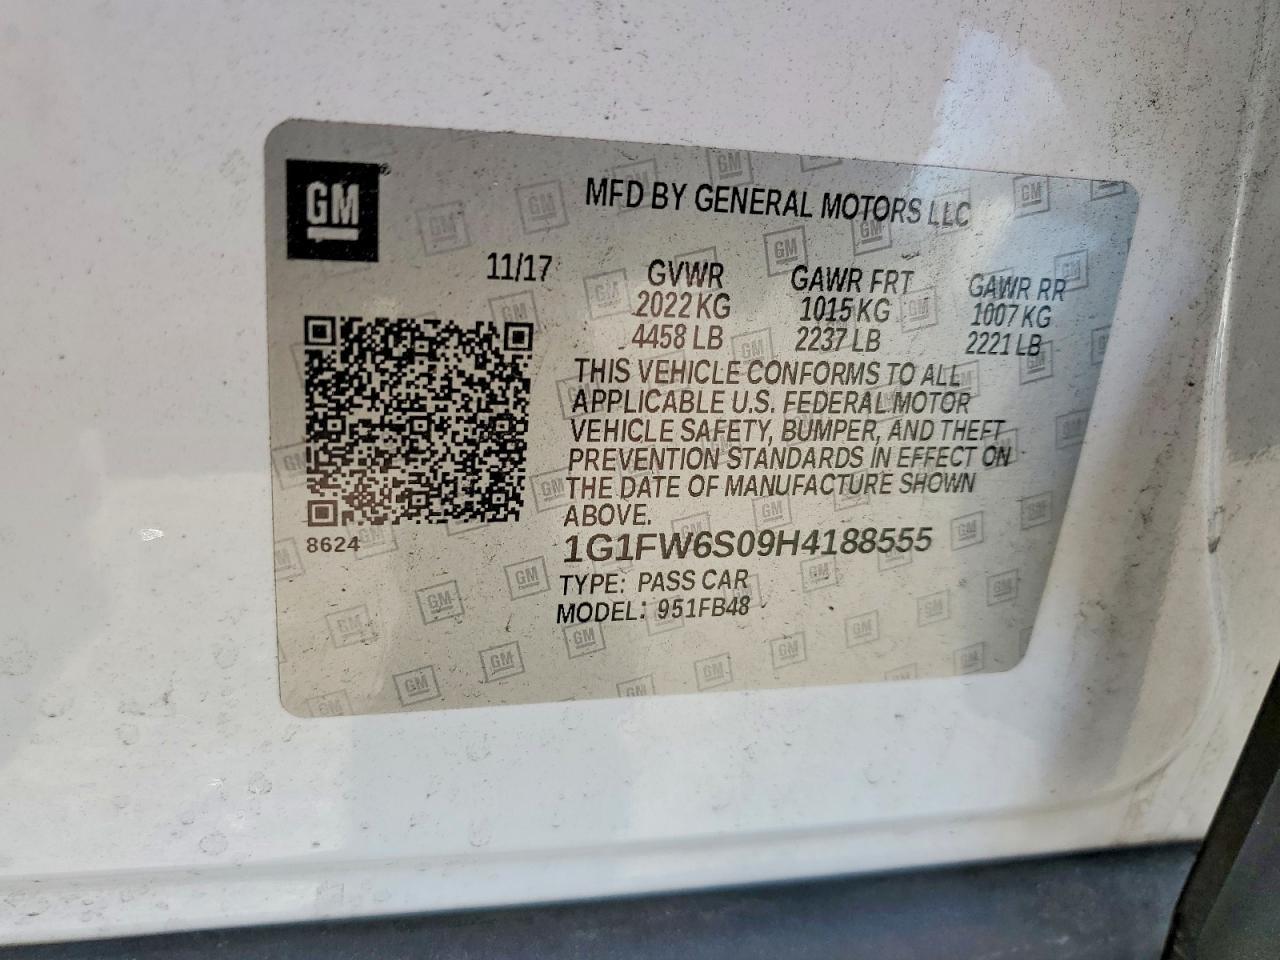 GM
MFD BY GENERAL MOTORS LLC
11/17
GVWR GAWR FRT GAWR RR
2022 KG 1015 KG 1007 KG
4458 LB 2237 LB 2221 LB
THIS VEHICLE CONFORMS TO ALL
APPLICABLE U.S. FEDERAL MOTOR
VEHICLE SAFETY, BUMPER, AND THEFT
PREVENTION STANDARDS IN EFFECT ON
THE DATE OF MANUFACTURE SHOWN
ABOVE.
8624
1G1FW6S09H4188555
TYPE: PASS CAR
MODEL: 951FB48